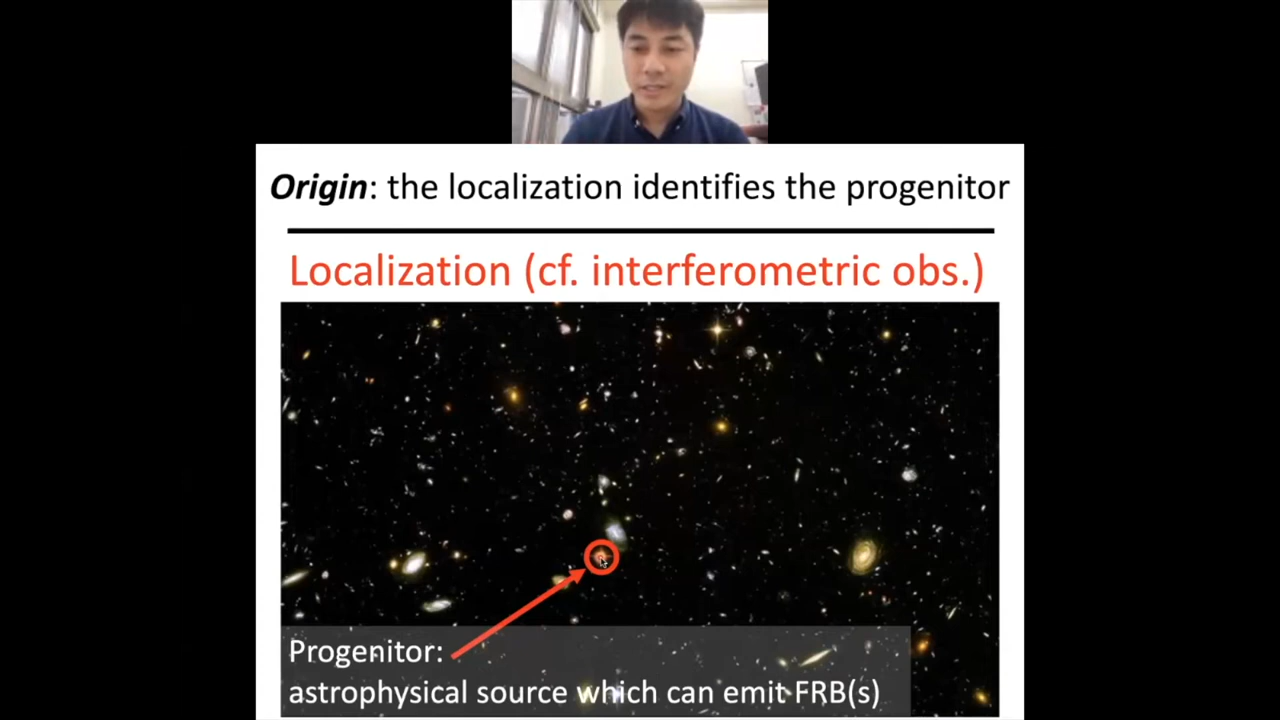 Origin: the localization identifies the progenitor
Localization (cf. interferometric obs.)
Progenitor:
astrophysical source which can emit FRB(s)